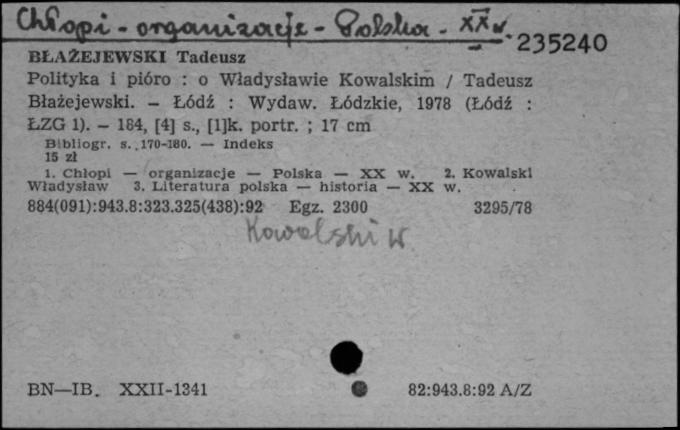 Chłopi - organizacje - Polska - XX w.
235240
BŁAŻEJEWSKI Tadeusz
Polityka i pióro : o Władysławie Kowalskim / Tadeusz
Błażejewski. – Łódź : Wydaw. Łódzkie, 1978 (Łódź :
ŁZG 1). – 184, [4] s., [1]k. portr. ; 17 cm
Bibliogr. s. 170-180. — Indeks
15 zł
1. Chłopi — organizacje — Polska — XX w. 2. Kowalski
Władysław 3. Literatura polska — historia — XX w.
884(091):943.8:323.325(438):92 Egz. 2300 3295/78
Kowalski W
BN—IB. XXII-1341 82:943.8:92 A/Z